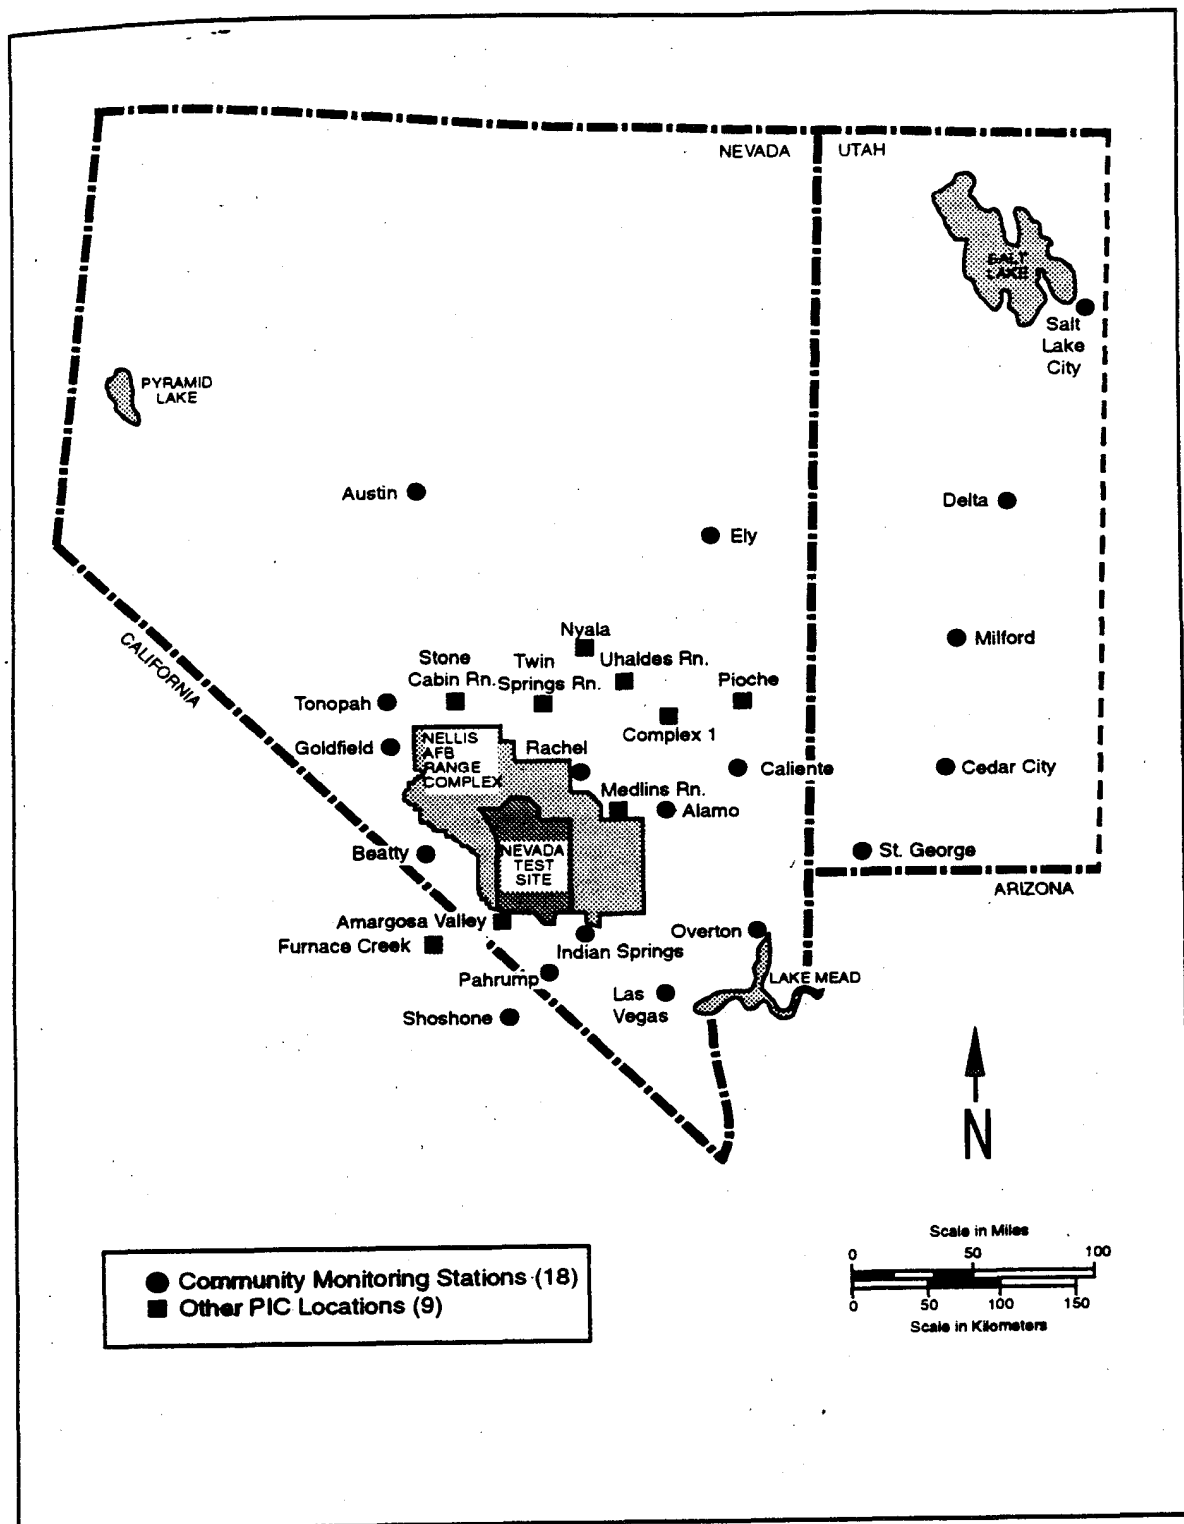 NEVADA
UTAH
SALT
LAKE
Salt
Lake
City
PYRAMID
LAKE
Austin
Delta
Ely
Nyala
Milford
CALIFORNIA
Stone
Cabin Rn.
Twin
Springs Rn.
Uhaldes Rn.
Pioche
Tonopah
Complex 1
Goldfield
NELLIS
AFB
RANGE
COMPLEX
Rachel
Caliente
Cedar City
Medlins Rn.
Alamo
Beatty
NEVADA
TEST
SITE
St. George
ARIZONA
Amargosa Valley
Furnace Creek
Indian Springs
Overton
Pahrump
LAKE MEAD
Las
Vegas
Shoshone
N
Scale in Miles
0 50 100
0 50 100 150
Scale in Kilometers
Community Monitoring Stations (18)
Other PIC Locations (9)